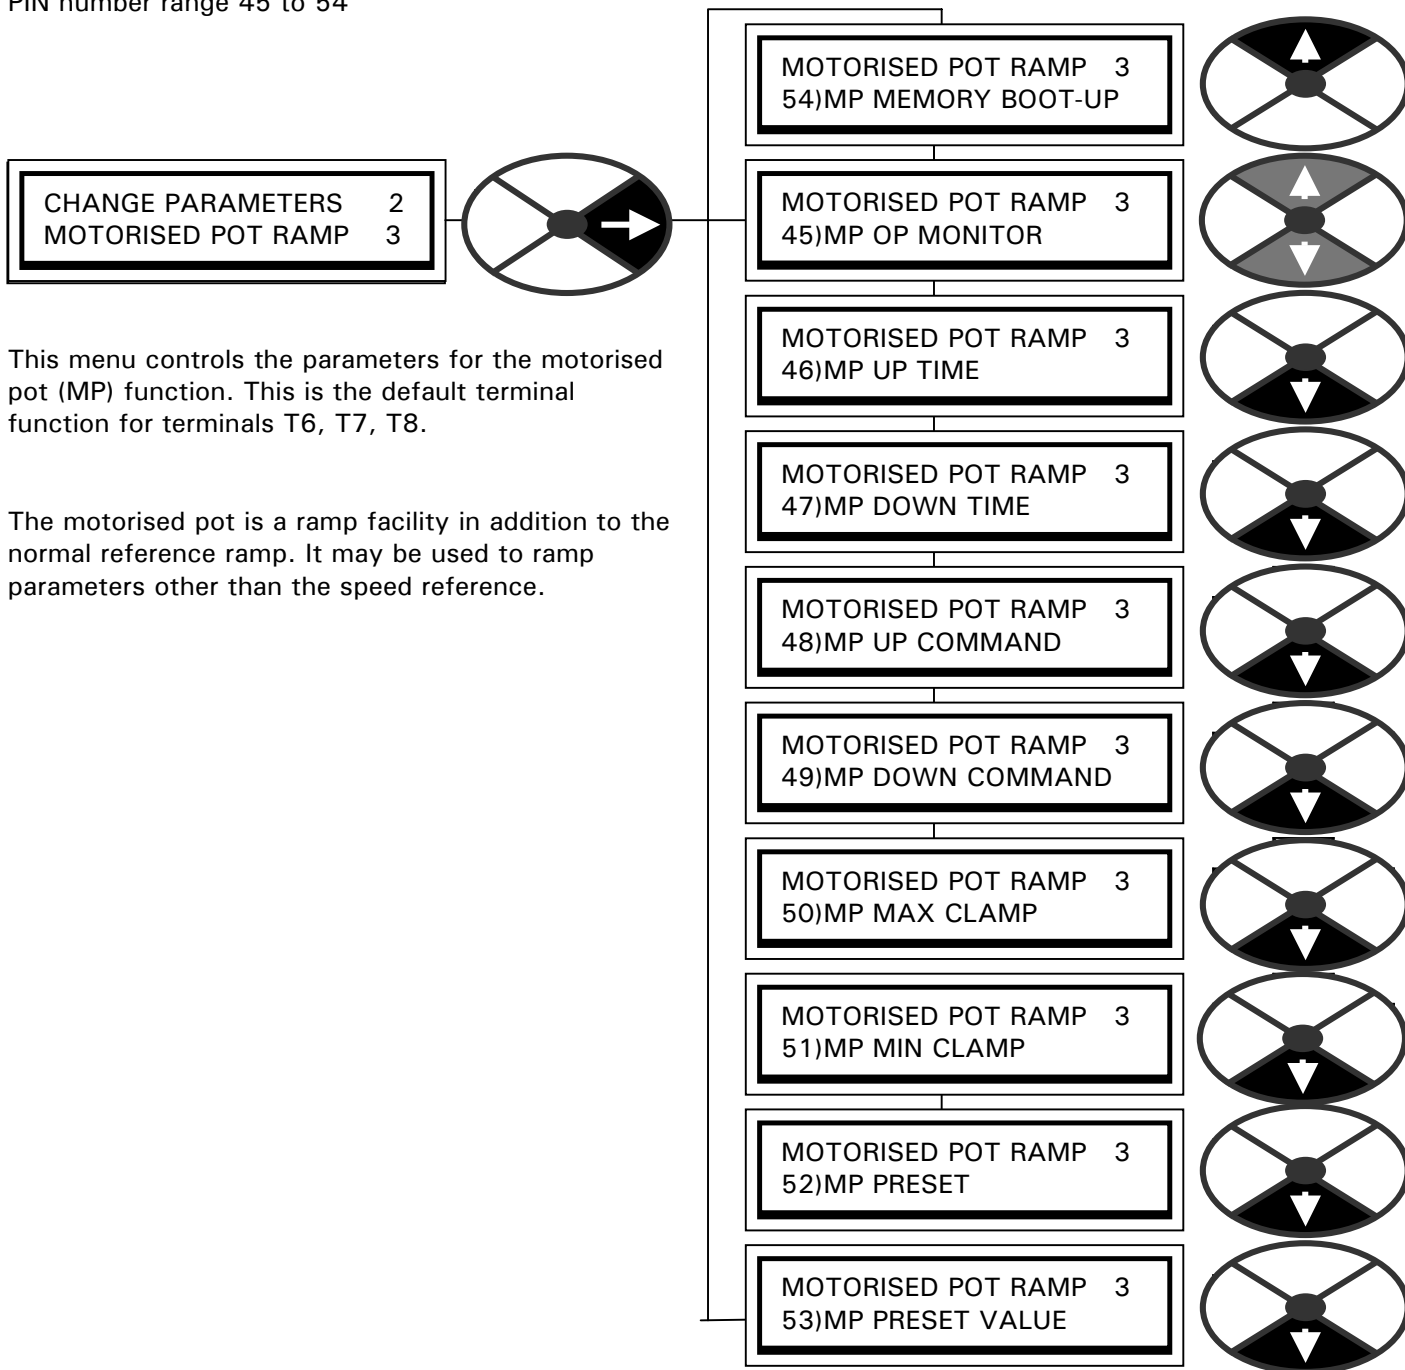 PIN number range 45 to 54
CHANGE PARAMETERS 2
MOTORISED POT RAMP 3
This menu controls the parameters for the motorised
pot (MP) function. This is the default terminal
function for terminals T6, T7, T8.
The motorised pot is a ramp facility in addition to the
normal reference ramp. It may be used to ramp
parameters other than the speed reference.
MOTORISED POT RAMP 3
54)MP MEMORY BOOT-UP
MOTORISED POT RAMP 3
45)MP OP MONITOR
MOTORISED POT RAMP 3
46)MP UP TIME
MOTORISED POT RAMP 3
47)MP DOWN TIME
MOTORISED POT RAMP 3
48)MP UP COMMAND
MOTORISED POT RAMP 3
49)MP DOWN COMMAND
MOTORISED POT RAMP 3
50)MP MAX CLAMP
MOTORISED POT RAMP 3
51)MP MIN CLAMP
MOTORISED POT RAMP 3
52)MP PRESET
MOTORISED POT RAMP 3
53)MP PRESET VALUE